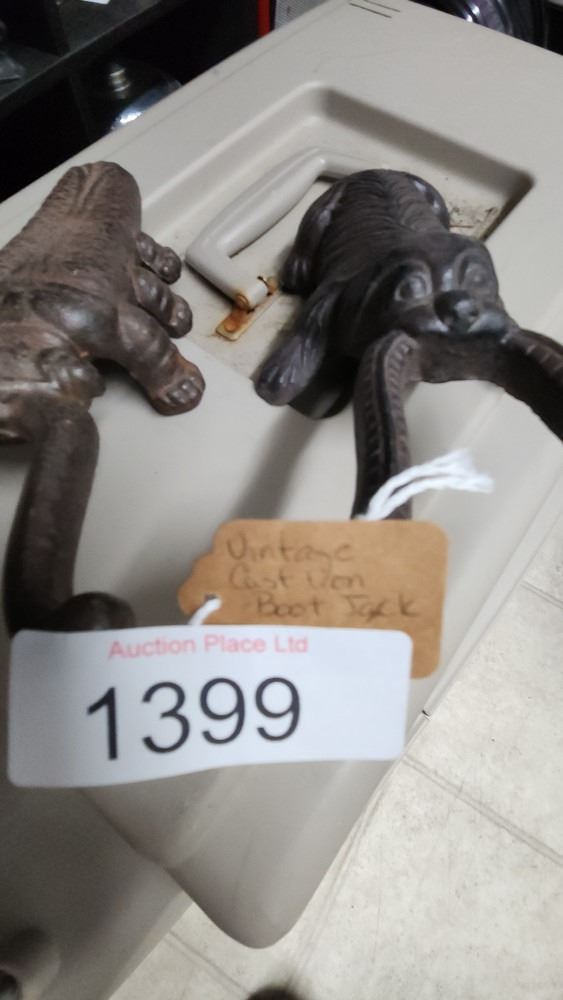 Vintage
Cast Iron
Boot Jack
Auction Place Ltd
1399